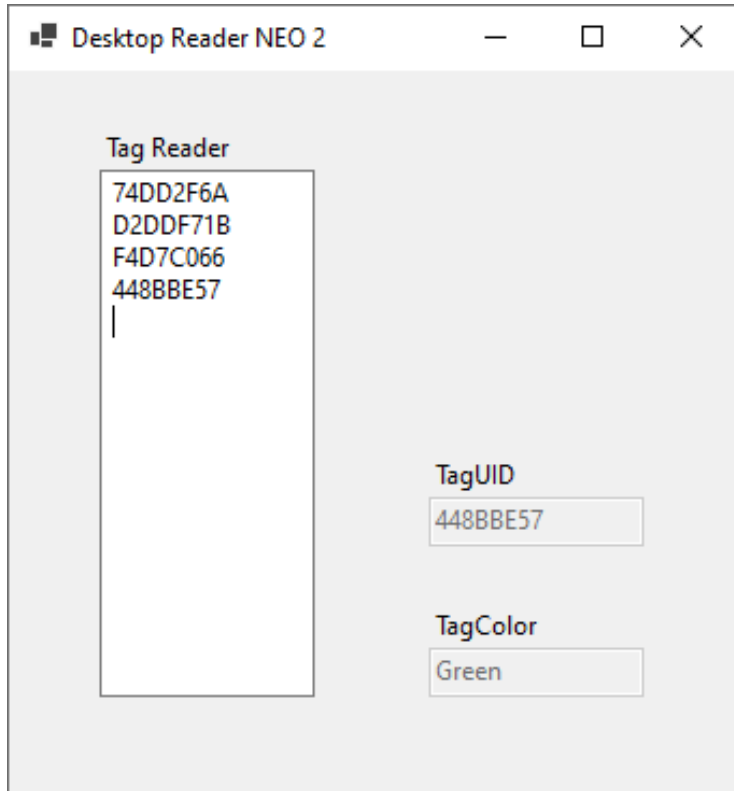 Desktop Reader NEO 2
Tag Reader
74DD2F6A
D2DDF71B
F4D7C066
448BBE57
TagUID
448BBE57
TagColor
Green